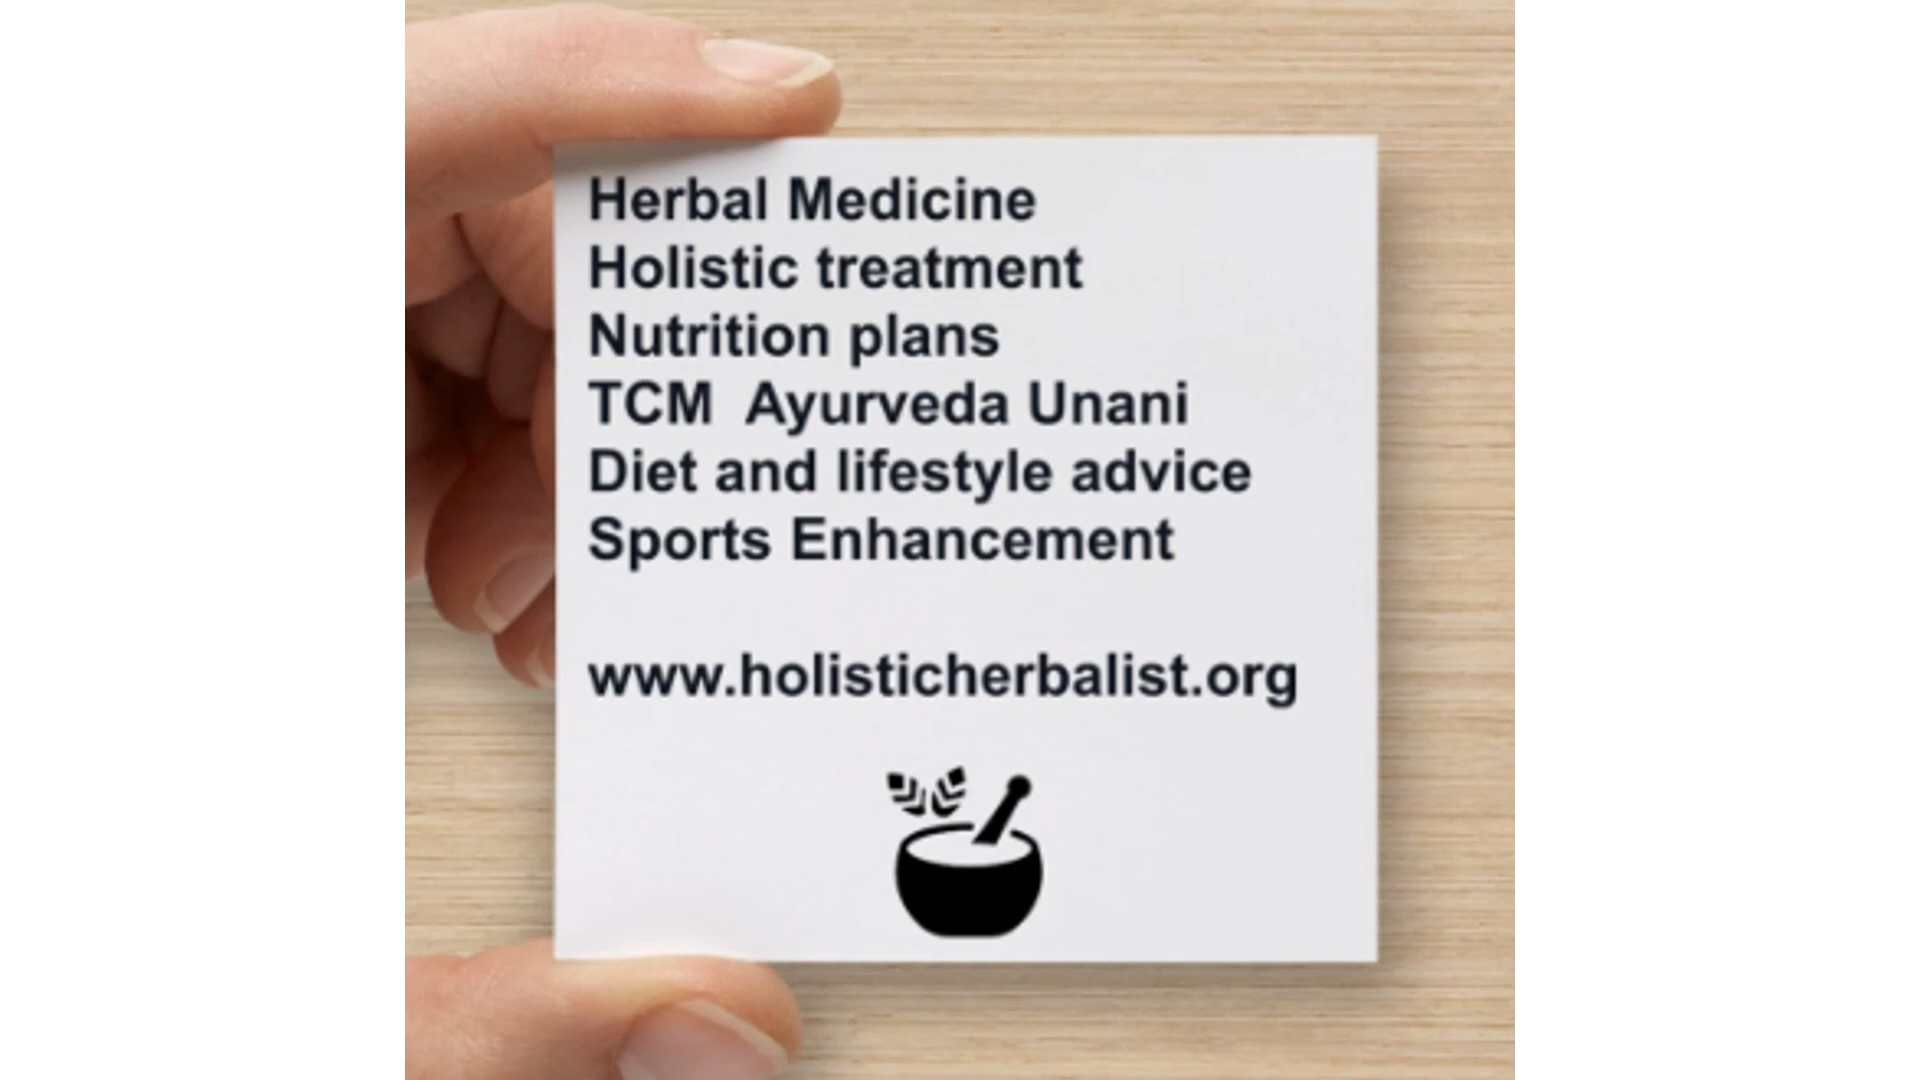 Herbal Medicine
Holistic treatment
Nutrition plans
TCM  Ayurveda Unani
Diet and lifestyle advice
Sports Enhancement
www.holisticherbalist.org